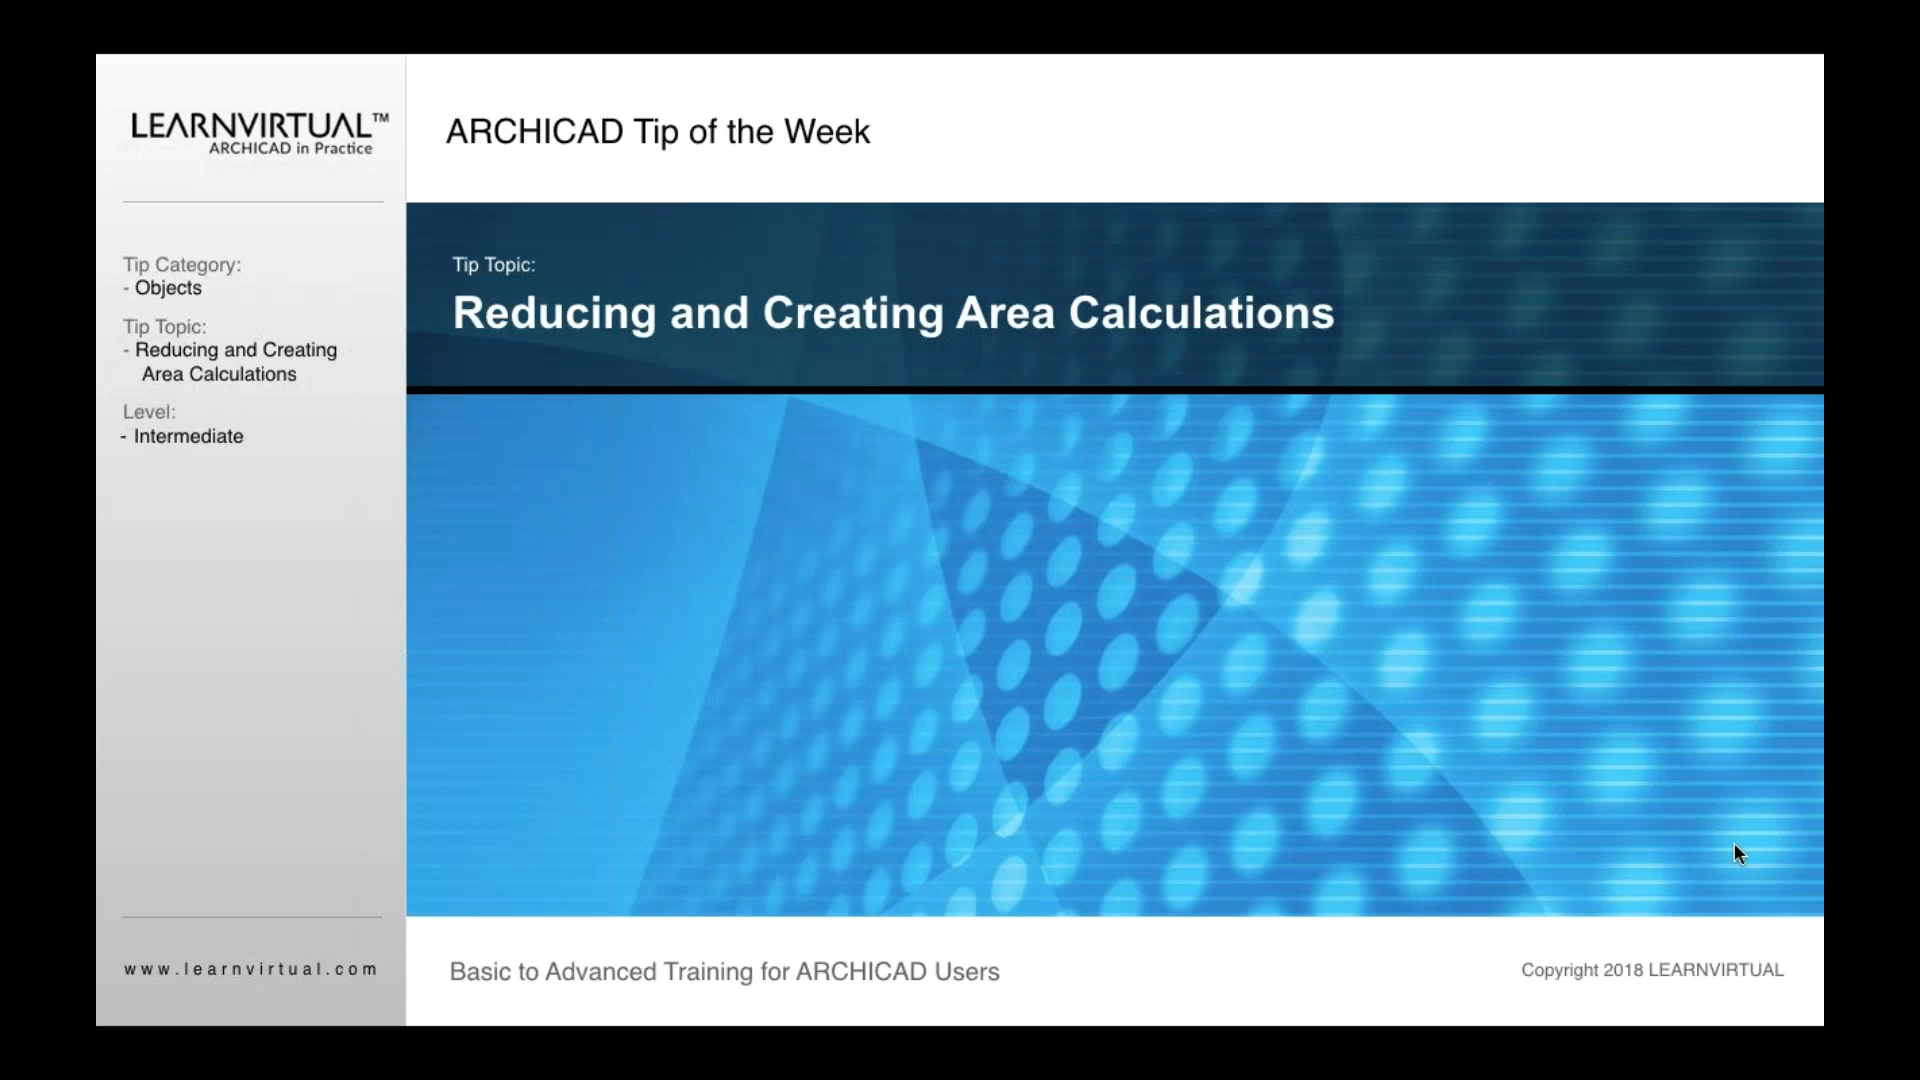 LEARNVIRTUAL™
ARCHICAD in Practice
Tip Category:
- Objects
Tip Topic:
- Reducing and Creating
Area Calculations
Level:
- Intermediate
www.learnvirtual.com
ARCHICAD Tip of the Week
Tip Topic:
Reducing and Creating Area Calculations
Basic to Advanced Training for ARCHICAD Users
Copyright 2018 LEARNVIRTUAL